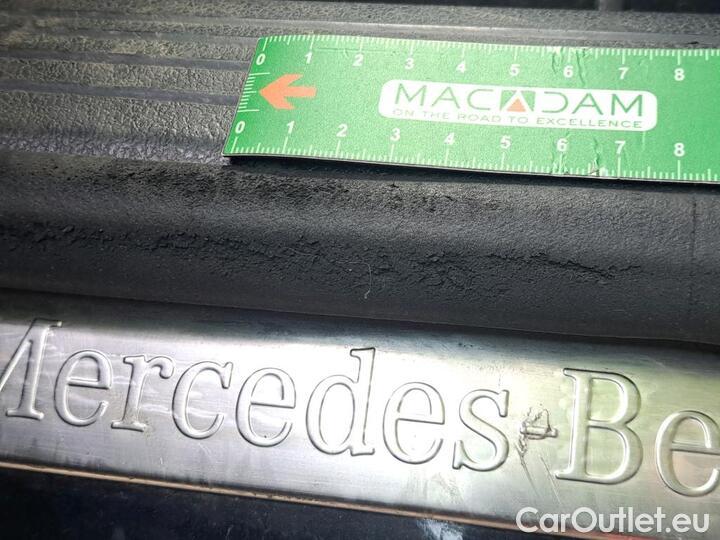 0 1 2 3 4 5 6 7 8
MACADAM
ON THE ROAD TO EXCELLENCE
0 1 2 3 4 5 6 7 8
Mercedes-Be
CarOutlet.eu